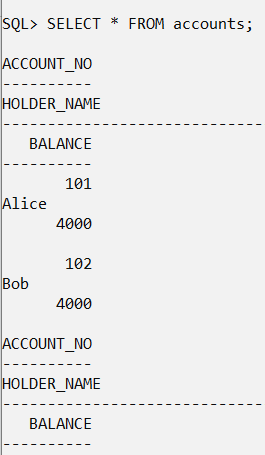 SQL> SELECT * FROM accounts;
ACCOUNT_NO
----------
HOLDER_NAME
-----------------------------
   BALANCE
----------
       101
Alice
      4000
       102
Bob
      4000
ACCOUNT_NO
----------
HOLDER_NAME
-----------------------------
   BALANCE
----------